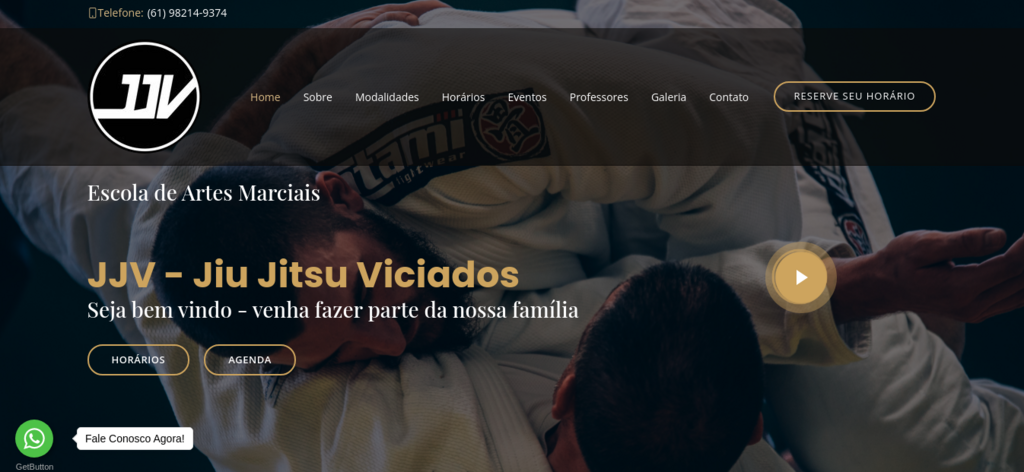 Telefone: (61) 98214-9374
JJV
Home Sobre Modalidades Horários Eventos Professores Galeria Contato RESERVE SEU HORÁRIO
Escola de Artes Marciais
JJV - Jiu Jitsu Viciados
Seja bem vindo - venha fazer parte da nossa família
HORÁRIOS AGENDA
Fale Conosco Agora!
GetButton